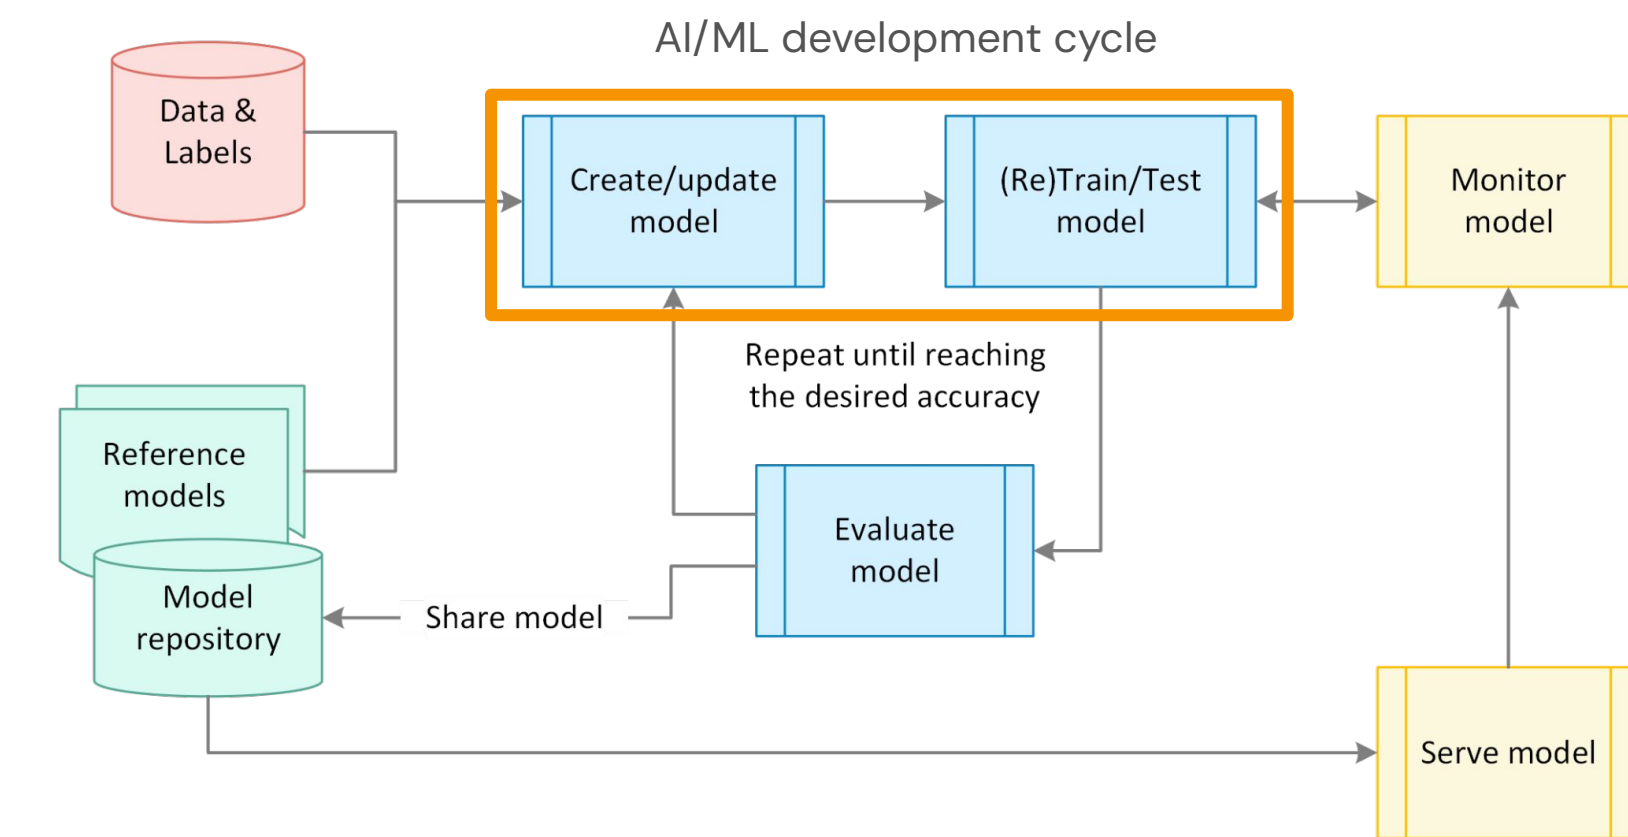 AI/ML development cycle
Data &
Labels
Create/update
model
(Re)Train/Test
model
Monitor
model
Repeat until reaching
the desired accuracy
Reference
models
Evaluate
model
Model
repository
Share model
Serve model